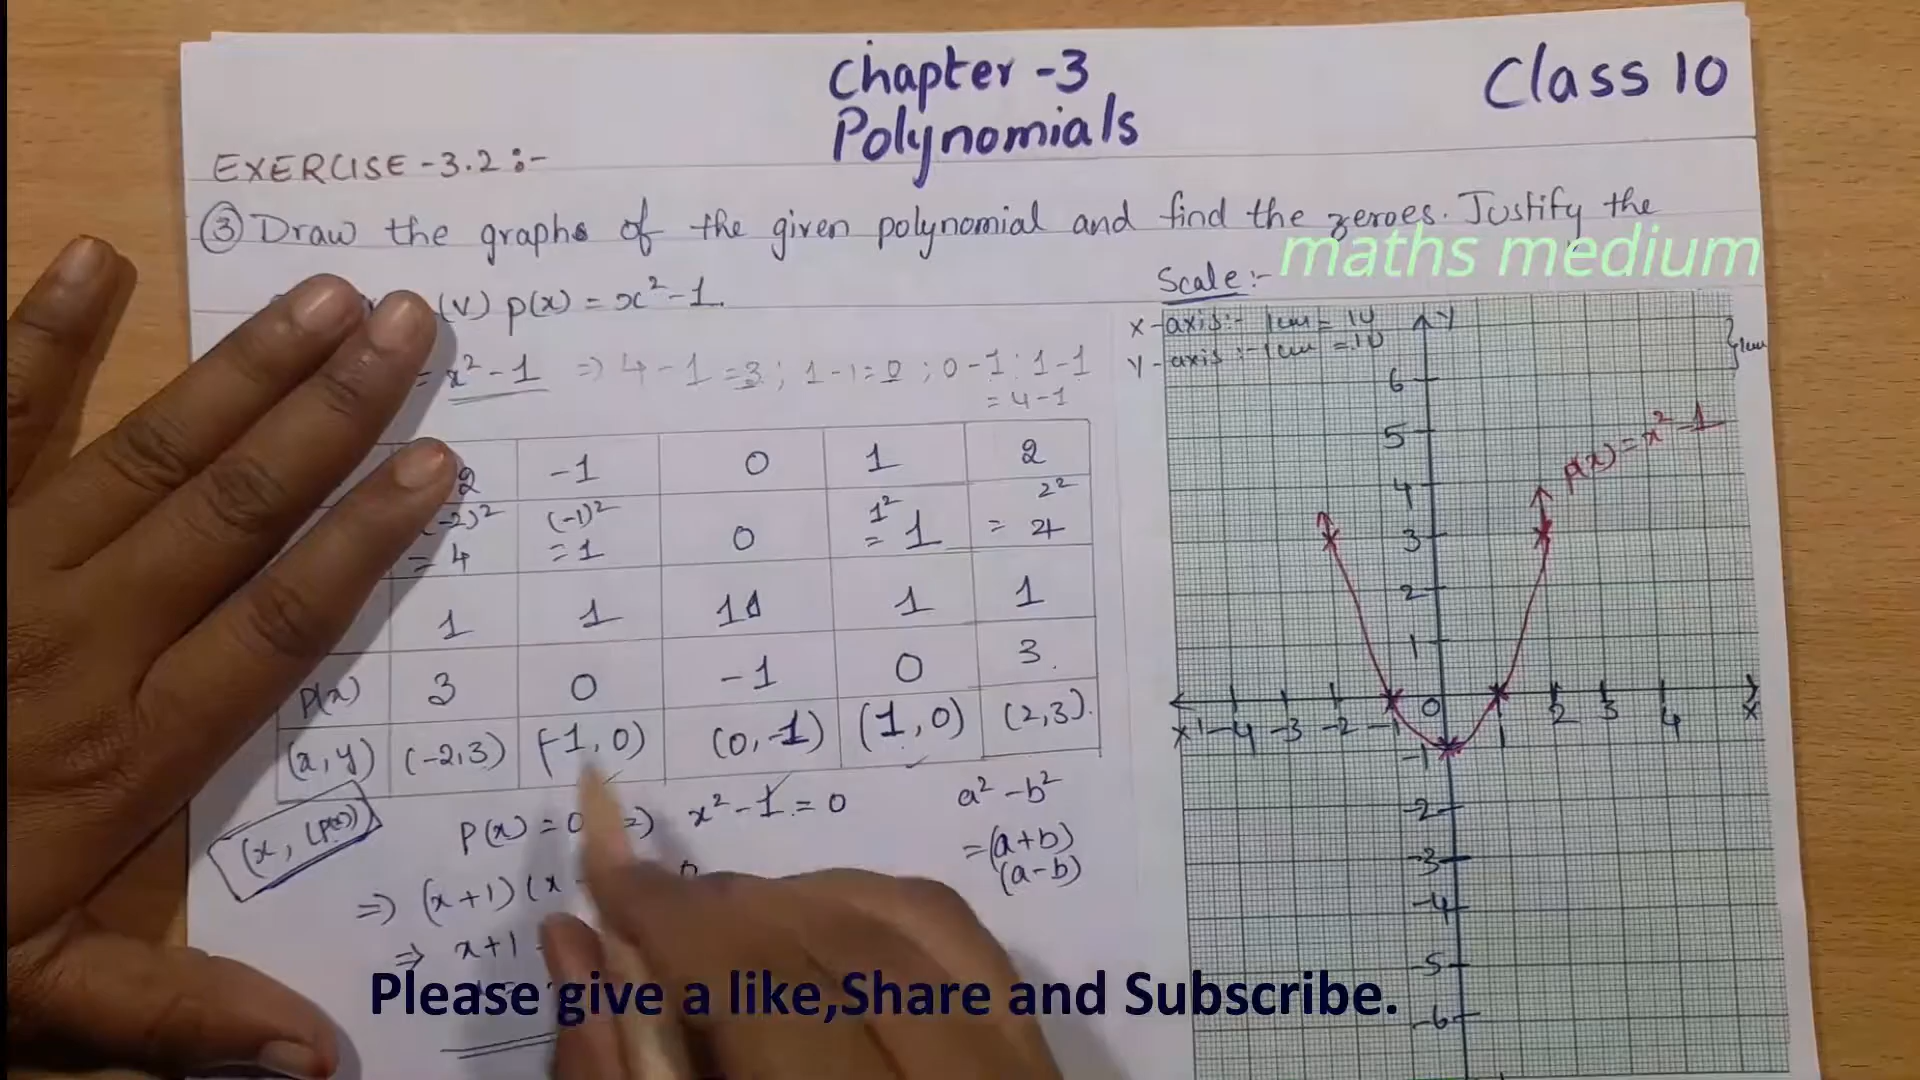 Chapter -3
Class 10
Polynomials
EXERCISE -3.2 :-
③ Draw the graphs of the given polynomial and find the zeroes. Justify the
maths medium
(v) p(x) = x² - 1.
Scale :-
x-axis :- 1cm = 1U
y-axis :- 1cm = 1U
= x² - 1 => 4 - 1 = 3 ; 1 - 1 = 0 ; 0 - 1 : 1 - 1
= 4 - 1
2 -1 0 1 2
-2)² (-1)² 0 1² 2²
= 4 = 1 = 1 = 4
1 1 1 1
p(x) 3 0 -1 0 3.
(x, y) (-2,3) (-1,0) (0,-1) (1,0) (2,3).
(x, (p(x))
p(x) = 0 => x² - 1 = 0
=> (x+1) (x
=> x+1
a² - b²
= (a+b)
(a-b)
Y
1cm
6
5
4
3
2
1
x' -4 -3 -2 -1 0 1 2 3 4 x
-1
-2
-3
-4
-5
-6
p(x) = x² - 1
Please give a like,Share and Subscribe.